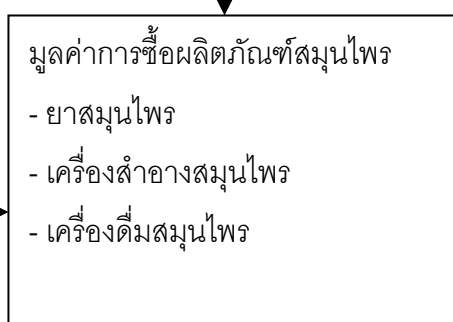 มูลค่าการซื้อผลิตภัณฑ์สมุนไพร
- ยาสมุนไพร
- เครื่องสำอางสมุนไพร
- เครื่องดื่มสมุนไพร